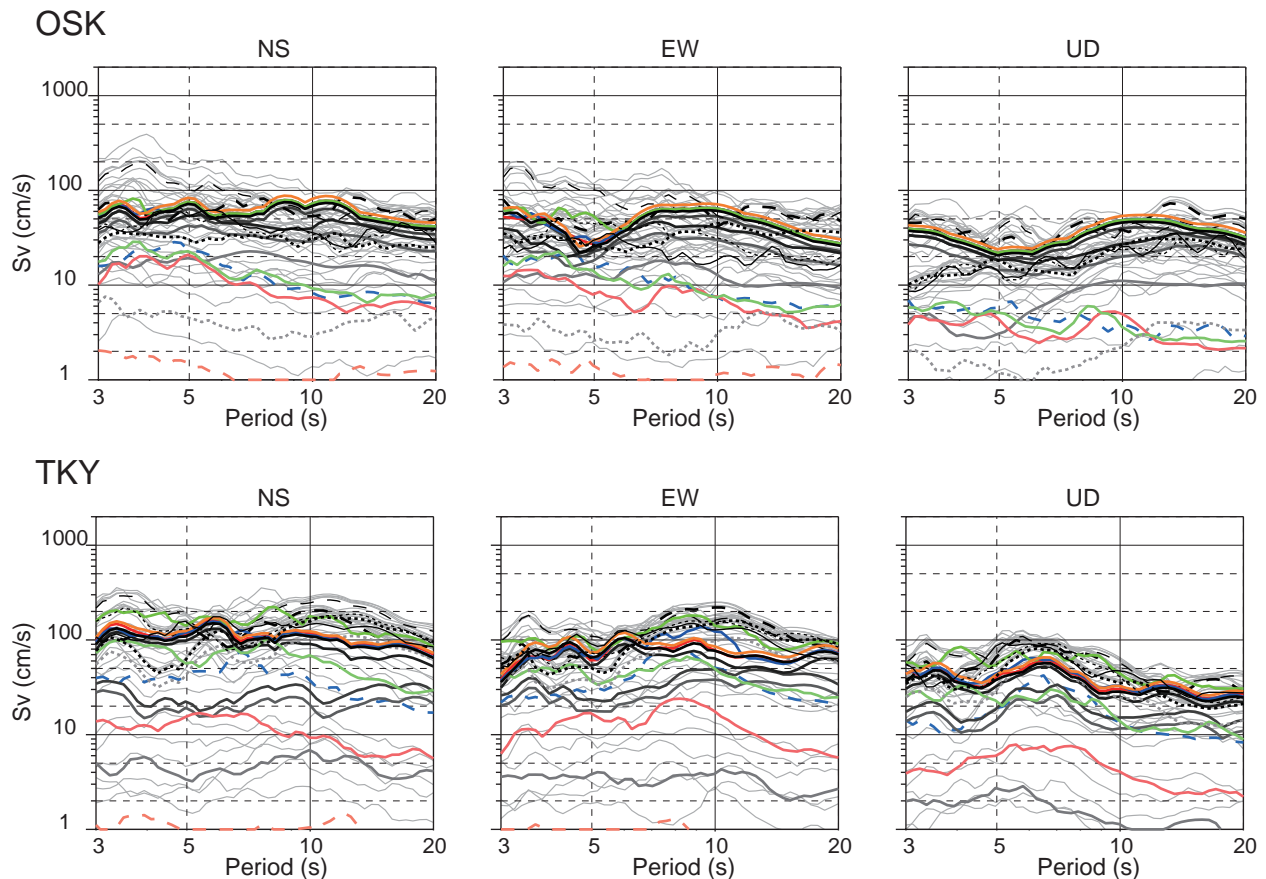 OSK
NS EW UD
1000
100
10
1
Sv (cm/s)
3 5 10 20 3 5 10 20 3 5 10 20
Period (s) Period (s) Period (s)
TKY
NS EW UD
1000
100
10
1
Sv (cm/s)
3 5 10 20 3 5 10 20 3 5 10 20
Period (s) Period (s) Period (s)